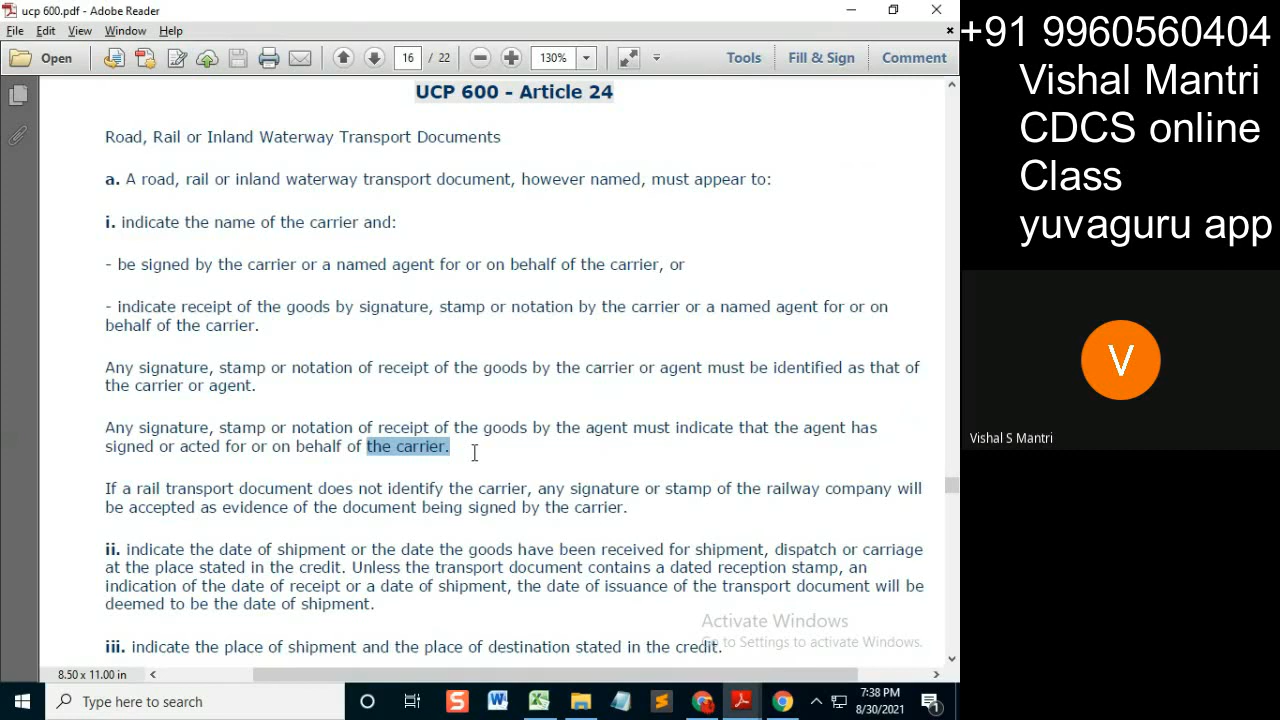 ucp 600.pdf - Adobe Reader
File Edit View Window Help
Open 16 / 22 130% Tools Fill & Sign Comment
UCP 600 - Article 24
Road, Rail or Inland Waterway Transport Documents
a. A road, rail or inland waterway transport document, however named, must appear to:
i. indicate the name of the carrier and:
- be signed by the carrier or a named agent for or on behalf of the carrier, or
- indicate receipt of the goods by signature, stamp or notation by the carrier or a named agent for or on
behalf of the carrier.
Any signature, stamp or notation of receipt of the goods by the carrier or agent must be identified as that of
the carrier or agent.
Any signature, stamp or notation of receipt of the goods by the agent must indicate that the agent has
signed or acted for or on behalf of the carrier.
If a rail transport document does not identify the carrier, any signature or stamp of the railway company will
be accepted as evidence of the document being signed by the carrier.
ii. indicate the date of shipment or the date the goods have been received for shipment, dispatch or carriage
at the place stated in the credit. Unless the transport document contains a dated reception stamp, an
indication of the date of receipt or a date of shipment, the date of issuance of the transport document will be
deemed to be the date of shipment.
iii. indicate the place of shipment and the place of destination stated in the credit.
Activate Windows
Go to Settings to activate Windows.
8.50 x 11.00 in
Type here to search
S
W
7:38 PM
8/30/2021
1
+91 9960560404
Vishal Mantri
CDCS online
Class
yuvaguru app
V
Vishal S Mantri